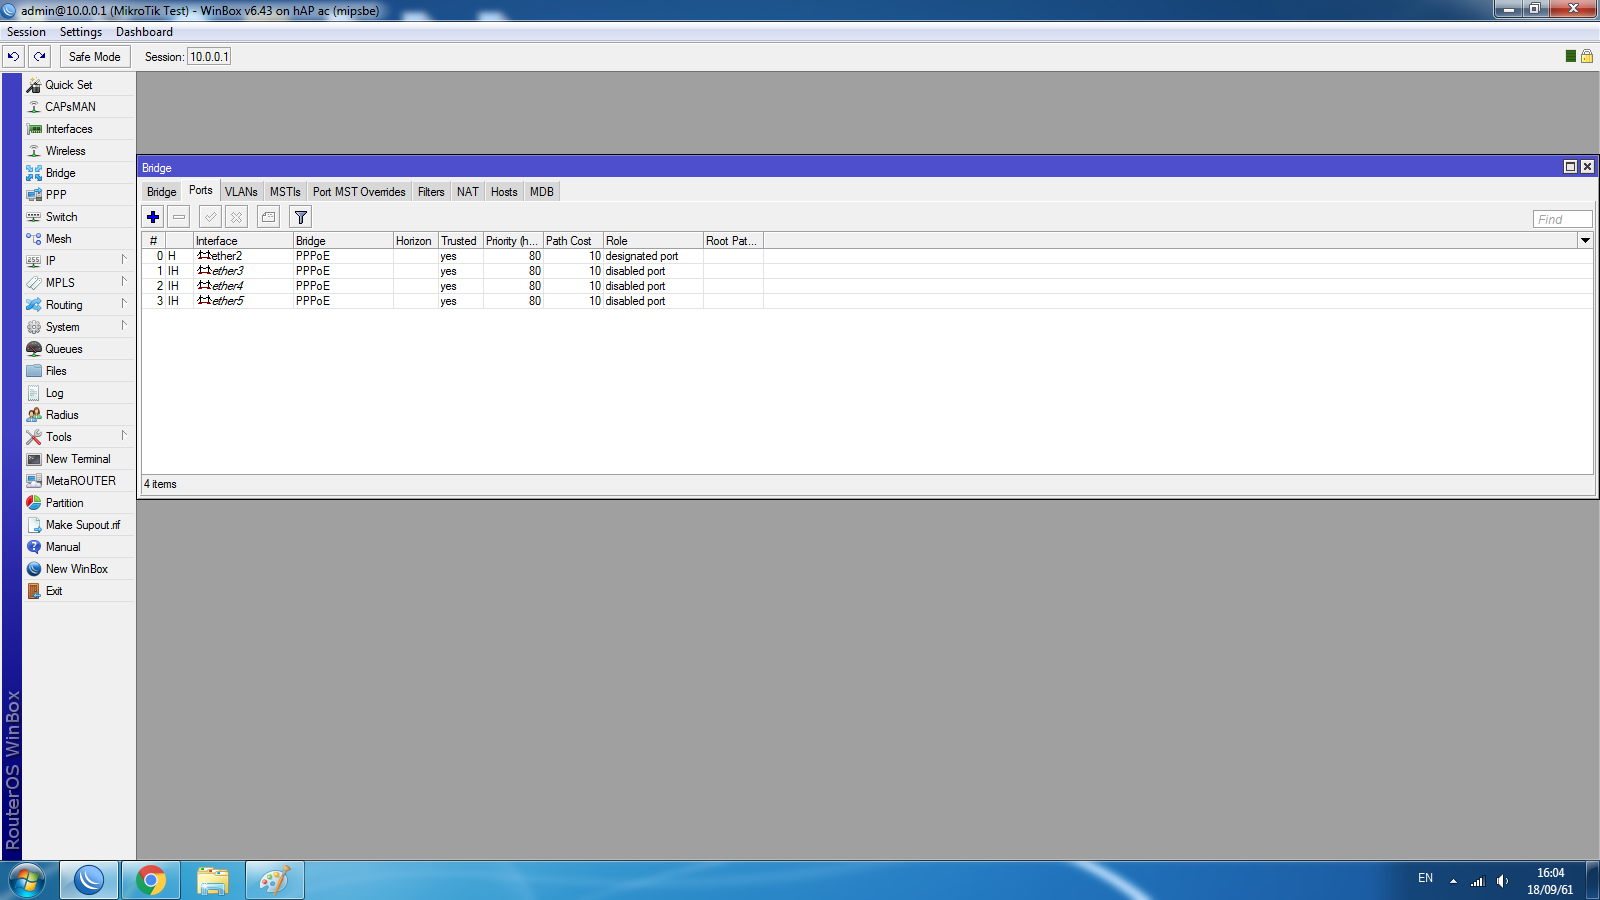 admin@10.0.0.1 (MikroTik Test) - WinBox v6.43 on hAP ac (mipsbe)
Session Settings Dashboard
Safe Mode Session: 10.0.0.1
Quick Set
CAPsMAN
Interfaces
Wireless
Bridge
PPP
Switch
Mesh
IP
MPLS
Routing
System
Queues
Files
Log
Radius
Tools
New Terminal
MetaROUTER
Partition
Make Supout.rif
Manual
New WinBox
Exit
RouterOS WinBox
Bridge
Bridge Ports VLANs MSTIs Port MST Overrides Filters NAT Hosts MDB
Find
# Interface Bridge Horizon Trusted Priority (h... Path Cost Role Root Pat...
0 H ether2 PPPoE yes 80 10 designated port
1 IH ether3 PPPoE yes 80 10 disabled port
2 IH ether4 PPPoE yes 80 10 disabled port
3 IH ether5 PPPoE yes 80 10 disabled port
4 items
EN
16:04
18/09/61